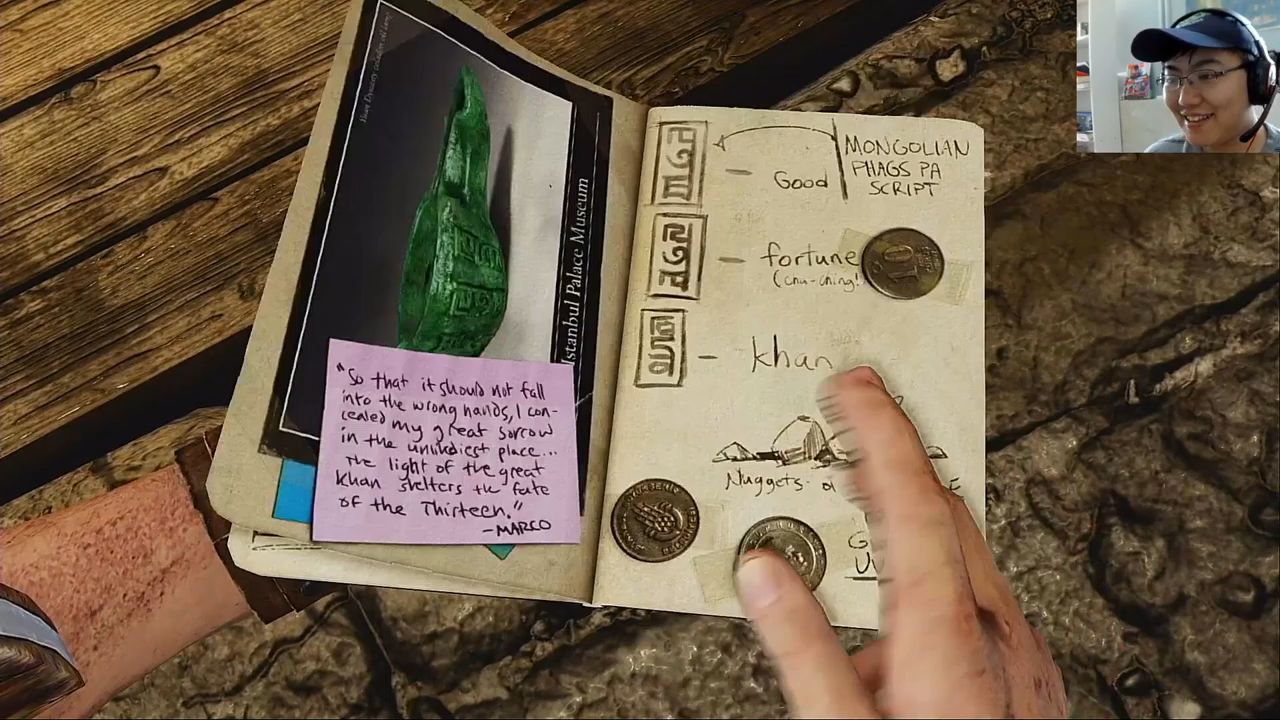 Istanbul Palace Museum
"So that it should not fall
into the wrong hands, I con-
cealed my great sorrow
in the unlikliest place...
the light of the great
Khan shelters the fate
of the Thirteen."
-MARCO
MONGOLIAN
PHAGS PA
SCRIPT
- Good
- fortune
(chu-ching!
- khan
Nuggets
10